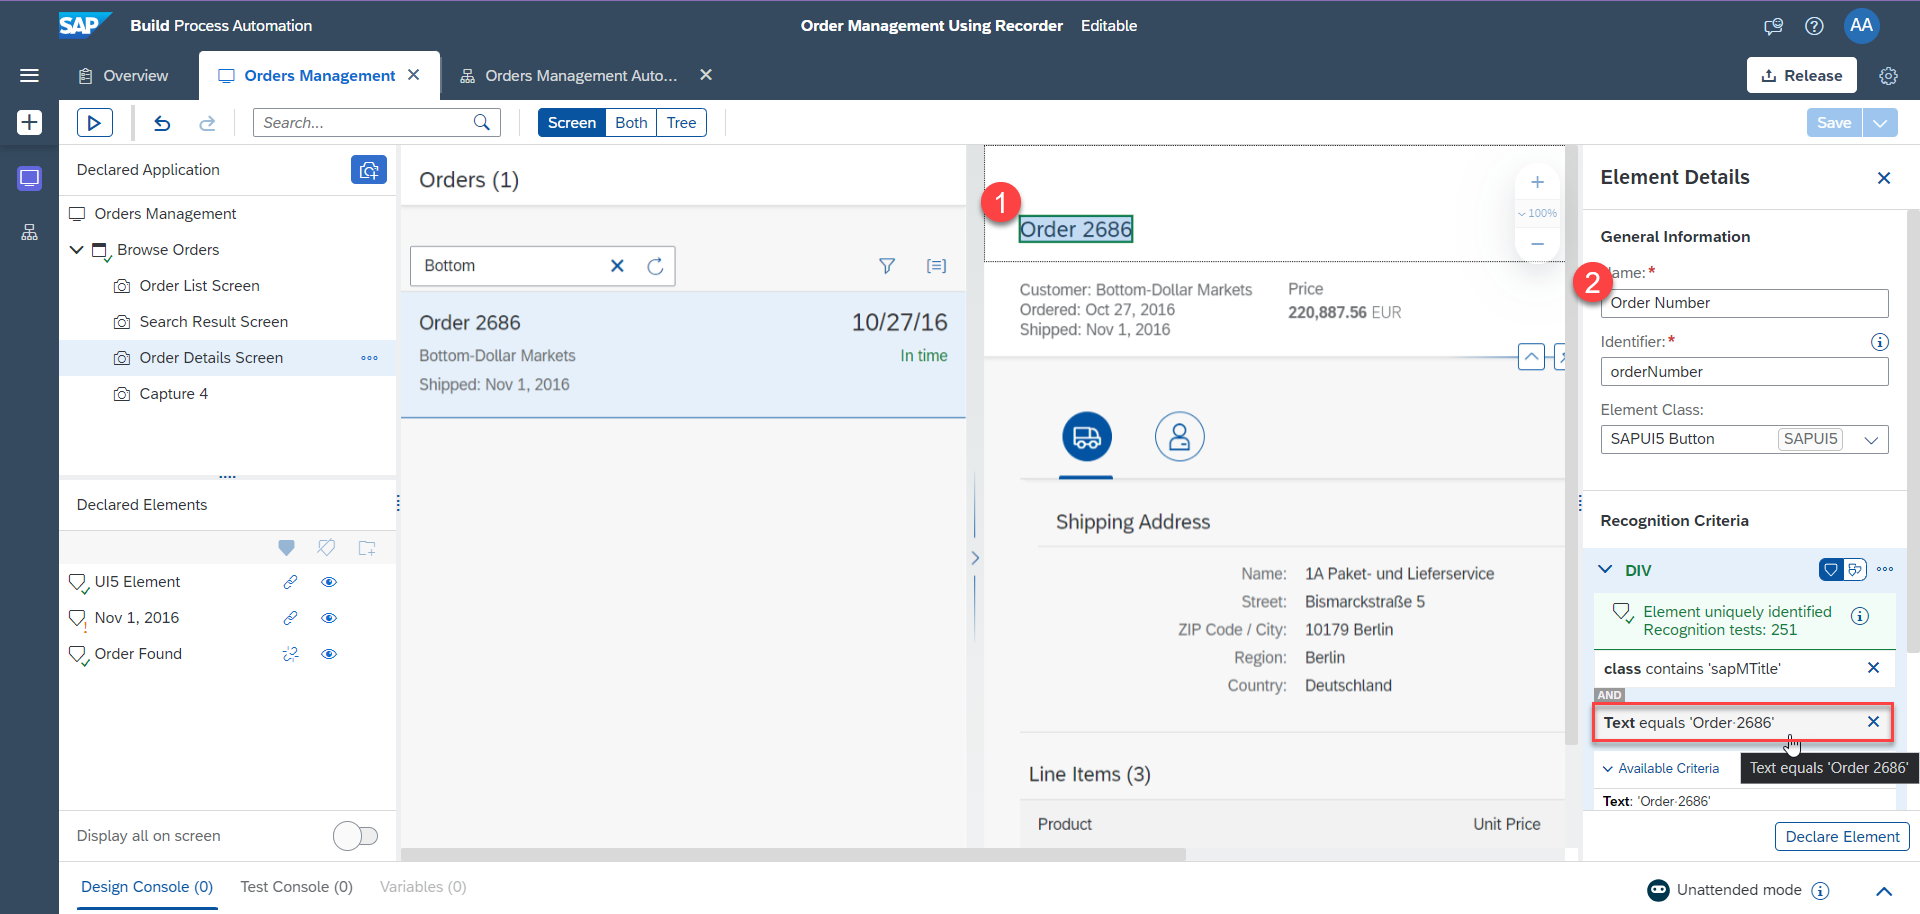 SAP Build Process Automation
Order Management Using Recorder Editable
AA
Overview
Orders Management
Orders Management Auto...
Release
Search...
Screen Both Tree
Save
Declared Application
Orders Management
Browse Orders
Order List Screen
Search Result Screen
Order Details Screen
Capture 4
Declared Elements
UI5 Element
Nov 1, 2016
Order Found
Display all on screen
Orders (1)
Bottom
Order 2686 10/27/16
Bottom-Dollar Markets In time
Shipped: Nov 1, 2016
1
Order 2686
100%
Customer: Bottom-Dollar Markets
Ordered: Oct 27, 2016
Shipped: Nov 1, 2016
Price
220,887.56 EUR
Shipping Address
Name: 1A Paket- und Lieferservice
Street: Bismarckstraße 5
ZIP Code / City: 10179 Berlin
Region: Berlin
Country: Deutschland
Line Items (3)
Product Unit Price
Element Details
General Information
2
ame: *
Order Number
Identifier: *
orderNumber
Element Class:
SAPUI5 Button SAPUI5
Recognition Criteria
DIV
Element uniquely identified
Recognition tests: 251
class contains 'sapMTitle'
AND
Text equals 'Order·2686'
Available Criteria
Text equals 'Order 2686'
Text: 'Order·2686'
Declare Element
Design Console (0) Test Console (0) Variables (0)
Unattended mode